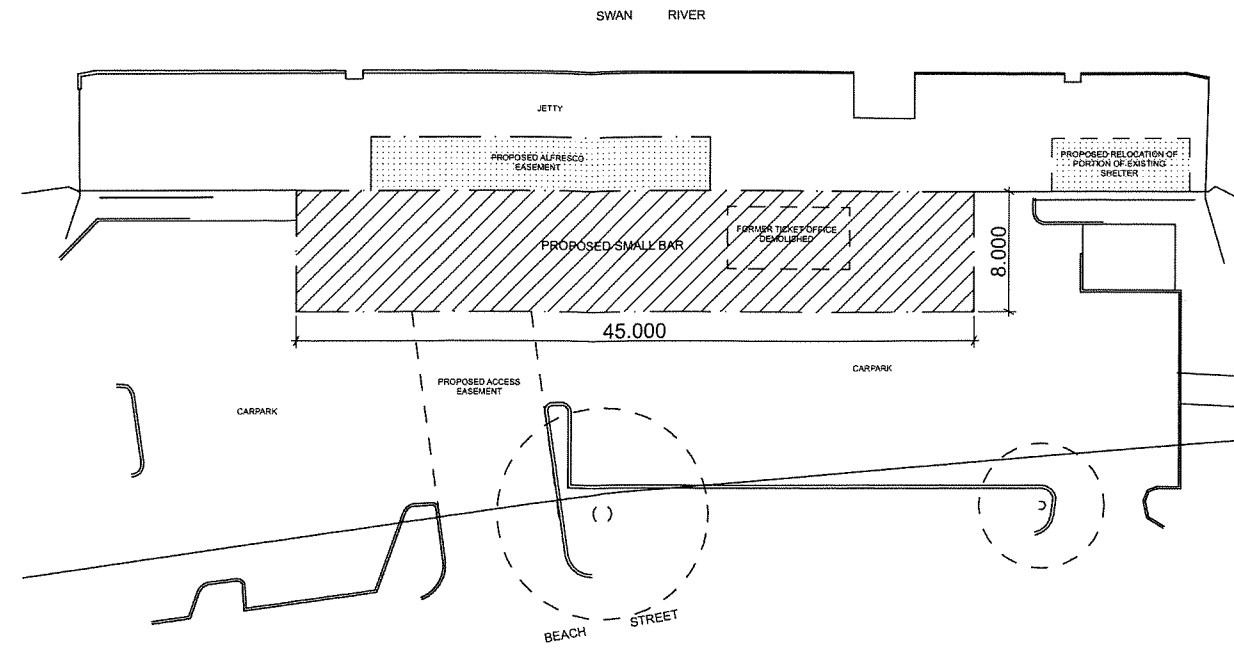 SWAN RIVER
JETTY
PROPOSED ALFRESCO
EASEMENT
PROPOSED RELOCATION OF
PORTION OF EXISTING
SHELTER
FORMER TICKET OFFICE
DEMOLISHED
PROPOSED SMALL BAR
8.000
45.000
CARPARK
PROPOSED ACCESS
EASEMENT
CARPARK
BEACH STREET